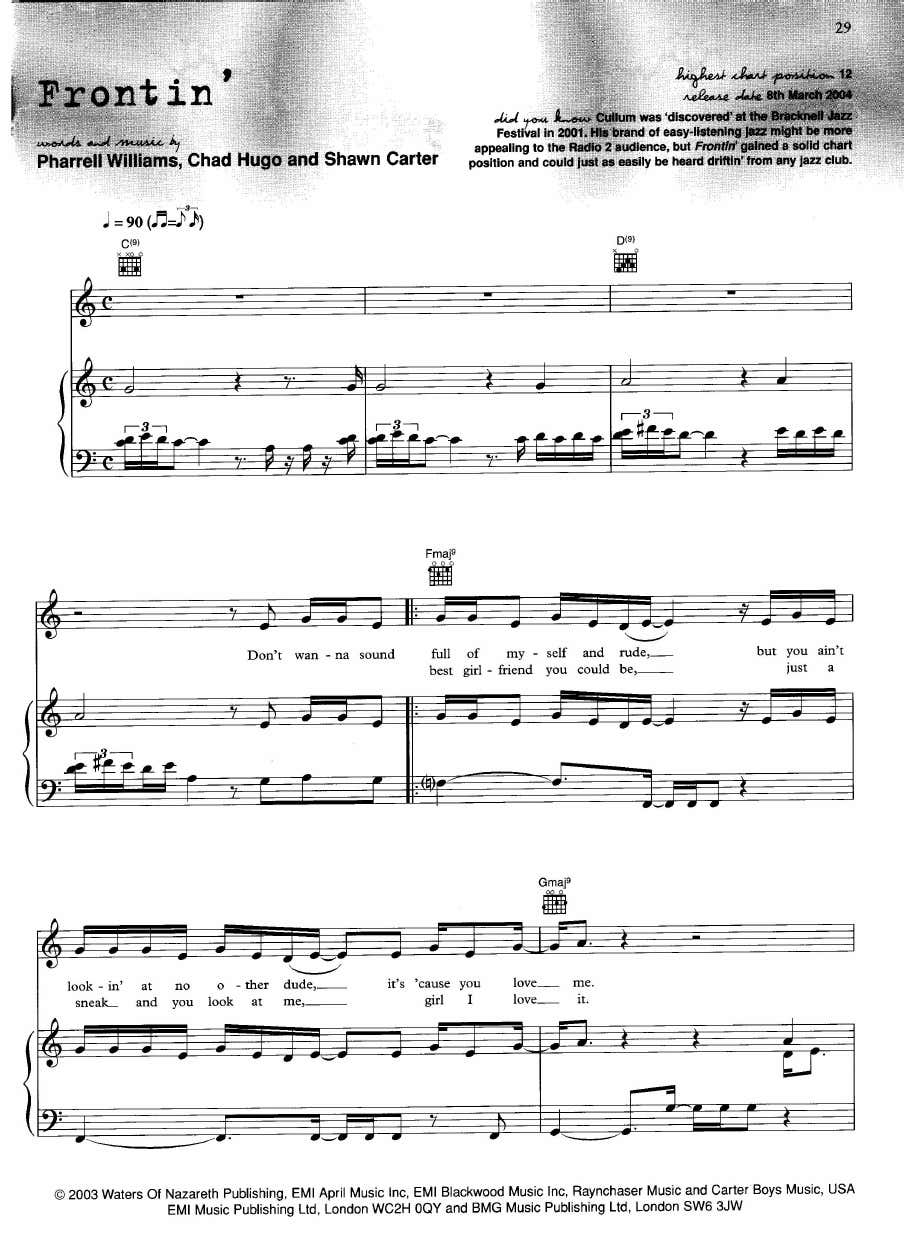 29
Frontin'
words and music by
Pharrell Williams, Chad Hugo and Shawn Carter
highest chart position 12
release date 8th March 2004
did you know Cullum was 'discovered' at the Bracknell Jazz
Festival in 2001. His brand of easy-listening jazz might be more
appealing to the Radio 2 audience, but Frontin' gained a solid chart
position and could just as easily be heard driftin' from any jazz club.
♩ = 90 (♫=♪♪)
3
C(9) D(9)
3 3 3
Fmaj9
Don't wan - na sound full of my - self and rude,___ but you ain't
best girl - friend you could be,___ just a
3
Gmaj9
look - in' at no o - ther dude,___ it's 'cause you love___ me.
sneak___ and you look at me,___ girl I love___ it.
© 2003 Waters Of Nazareth Publishing, EMI April Music Inc, EMI Blackwood Music Inc, Raynchaser Music and Carter Boys Music, USA
EMI Music Publishing Ltd, London WC2H 0QY and BMG Music Publishing Ltd, London SW6 3JW